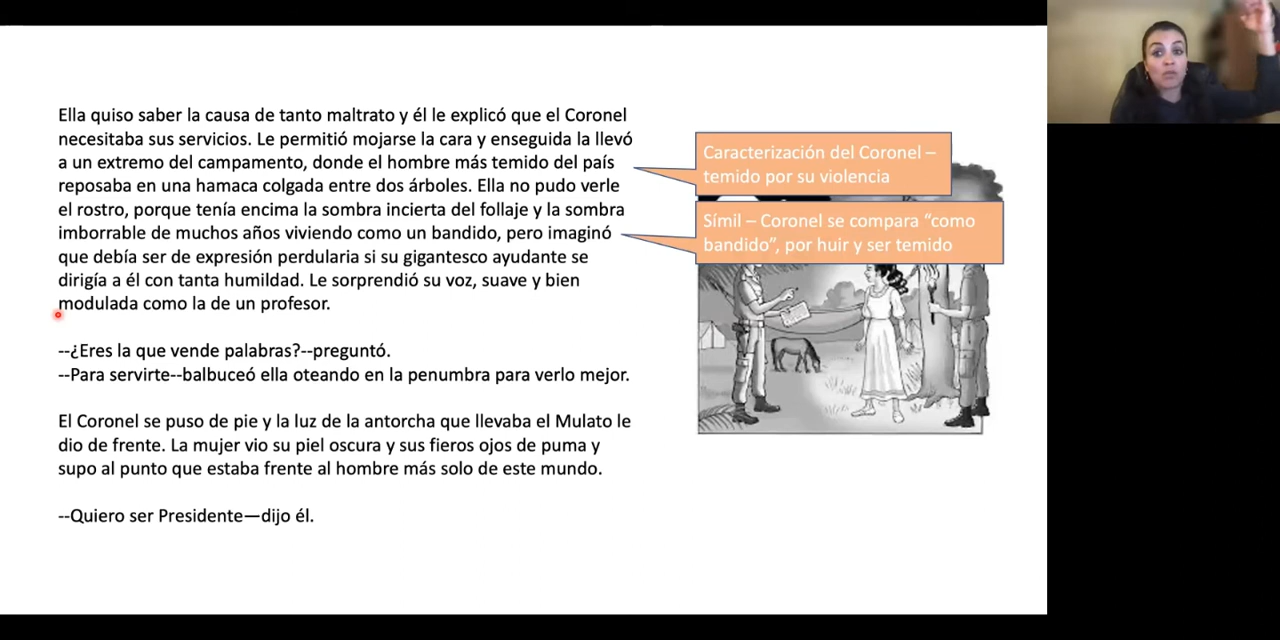 Ella quiso saber la causa de tanto maltrato y él le explicó que el Coronel
necesitaba sus servicios. Le permitió mojarse la cara y enseguida la llevó
a un extremo del campamento, donde el hombre más temido del país
reposaba en una hamaca colgada entre dos árboles. Ella no pudo verle
el rostro, porque tenía encima la sombra incierta del follaje y la sombra
imborrable de muchos años viviendo como un bandido, pero imaginó
que debía ser de expresión perdularia si su gigantesco ayudante se
dirigía a él con tanta humildad. Le sorprendió su voz, suave y bien
modulada como la de un profesor.
--¿Eres la que vende palabras?--preguntó.
--Para servirte--balbuceó ella oteando en la penumbra para verlo mejor.
El Coronel se puso de pie y la luz de la antorcha que llevaba el Mulato le
dio de frente. La mujer vio su piel oscura y sus fieros ojos de puma y
supo al punto que estaba frente al hombre más solo de este mundo.
--Quiero ser Presidente—dijo él.
Caracterización del Coronel –
temido por su violencia
Símil – Coronel se compara “como
bandido”, por huir y ser temido